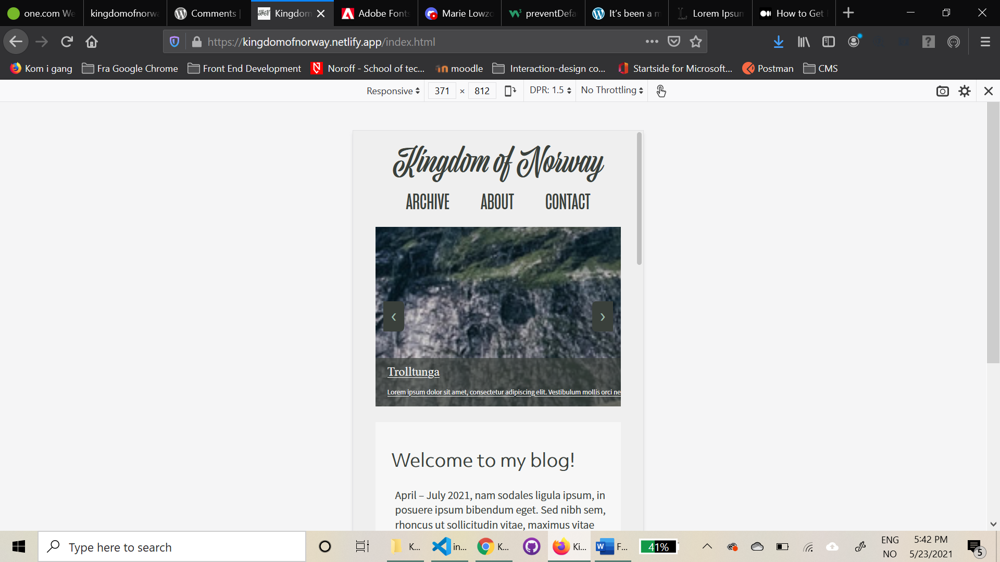 one.com We
kingdomofnorwa
Comments |
Kingdom
Adobe Fonts
Marie Lowzo
preventDefa
It's been a m
Lorem Ipsum
How to Get
https://kingdomofnorway.netlify.app/index.html
Kom i gang
Fra Google Chrome
Front End Development
Noroff - School of tec...
moodle
Interaction-design co...
Startside for Microsoft...
Postman
CMS
Responsive
371 × 812
DPR: 1.5
No Throttling
Kingdom of Norway
ARCHIVE ABOUT CONTACT
‹ ›
Trolltunga
Lorem ipsum dolor sit amet, consectetur adipiscing elit. Vestibulum mollis orci ne
Welcome to my blog!
April – July 2021, nam sodales ligula ipsum, in
posuere ipsum bibendum eget. Sed nibh sem,
rhoncus ut sollicitudin vitae, maximus vitae
Type here to search
K...
in...
K...
Ki...
F...
41%
ENG
NO
5:42 PM
5/23/2021
5